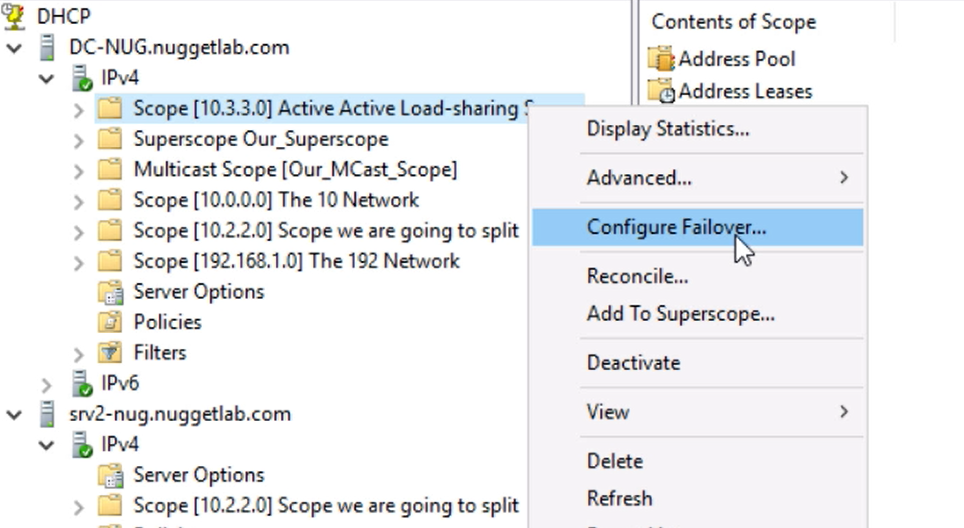 DHCP
DC-NUG.nuggetlab.com
IPv4
Scope [10.3.3.0] Active Active Load-sharing
Superscope Our_Superscope
Multicast Scope [Our_MCast_Scope]
Scope [10.0.0.0] The 10 Network
Scope [10.2.2.0] Scope we are going to split
Scope [192.168.1.0] The 192 Network
Server Options
Policies
Filters
IPv6
srv2-nug.nuggetlab.com
IPv4
Server Options
Scope [10.2.2.0] Scope we are going to split
Contents of Scope
Address Pool
Address Leases
Display Statistics...
Advanced...
Configure Failover...
Reconcile...
Add To Superscope...
Deactivate
View
Delete
Refresh